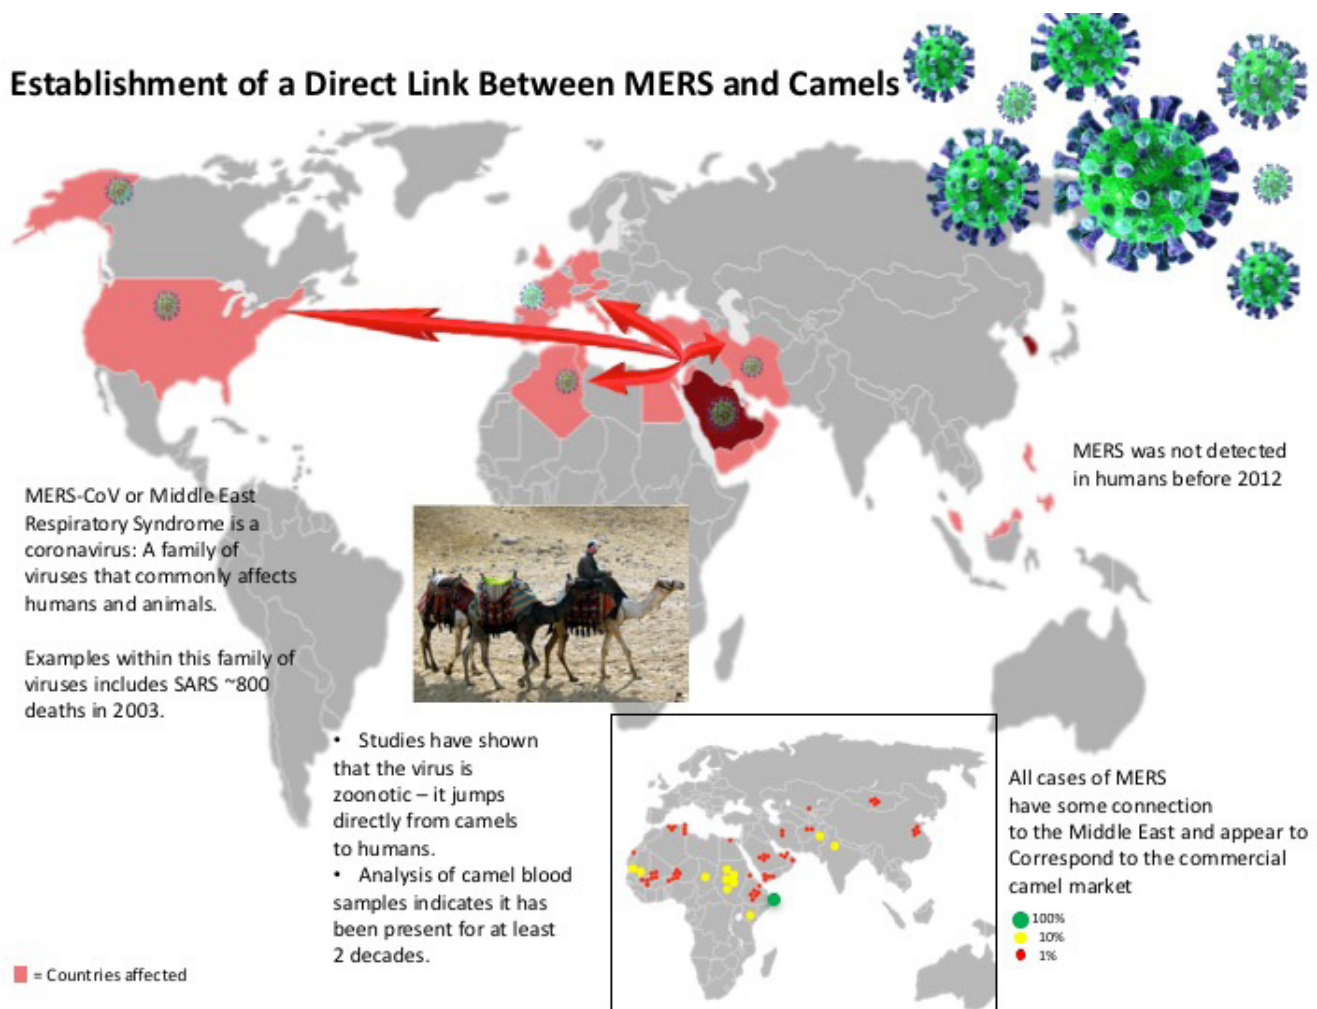 Establishment of a Direct Link Between MERS and Camels
MERS was not detected
in humans before 2012
MERS-CoV or Middle East
Respiratory Syndrome is a
coronavirus: A family of
viruses that commonly affects
humans and animals.
Examples within this family of
viruses includes SARS ~800
deaths in 2003.
• Studies have shown
that the virus is
zoonotic – it jumps
directly from camels
to humans.
• Analysis of camel blood
samples indicates it has
been present for at least
2 decades.
All cases of MERS
have some connection
to the Middle East and appear to
Correspond to the commercial
camel market
100%
10%
1%
= Countries affected